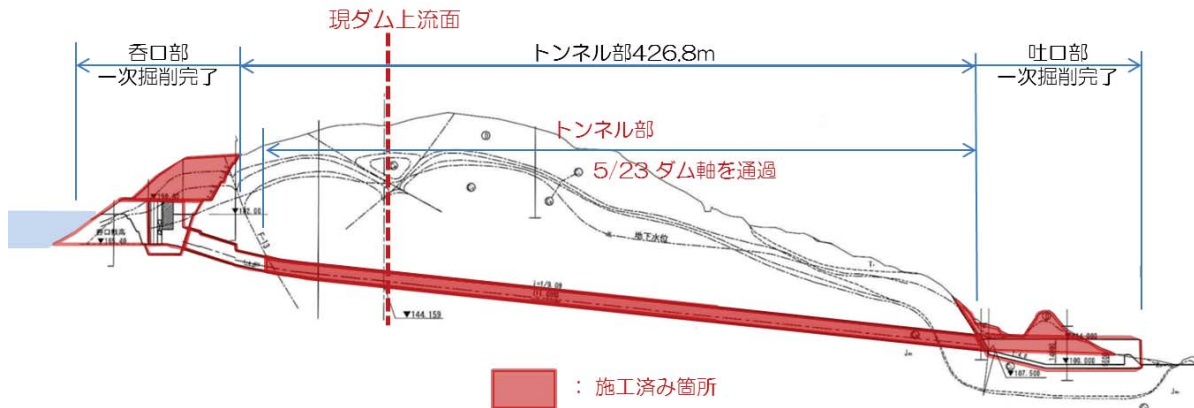 現ダム上流面
呑口部
一次掘削完了
トンネル部426.8m
吐口部
一次掘削完了
トンネル部
5/23 ダム軸を通過
地下水位
▼144.159
▼100.000
▼107.500
: 施工済み箇所